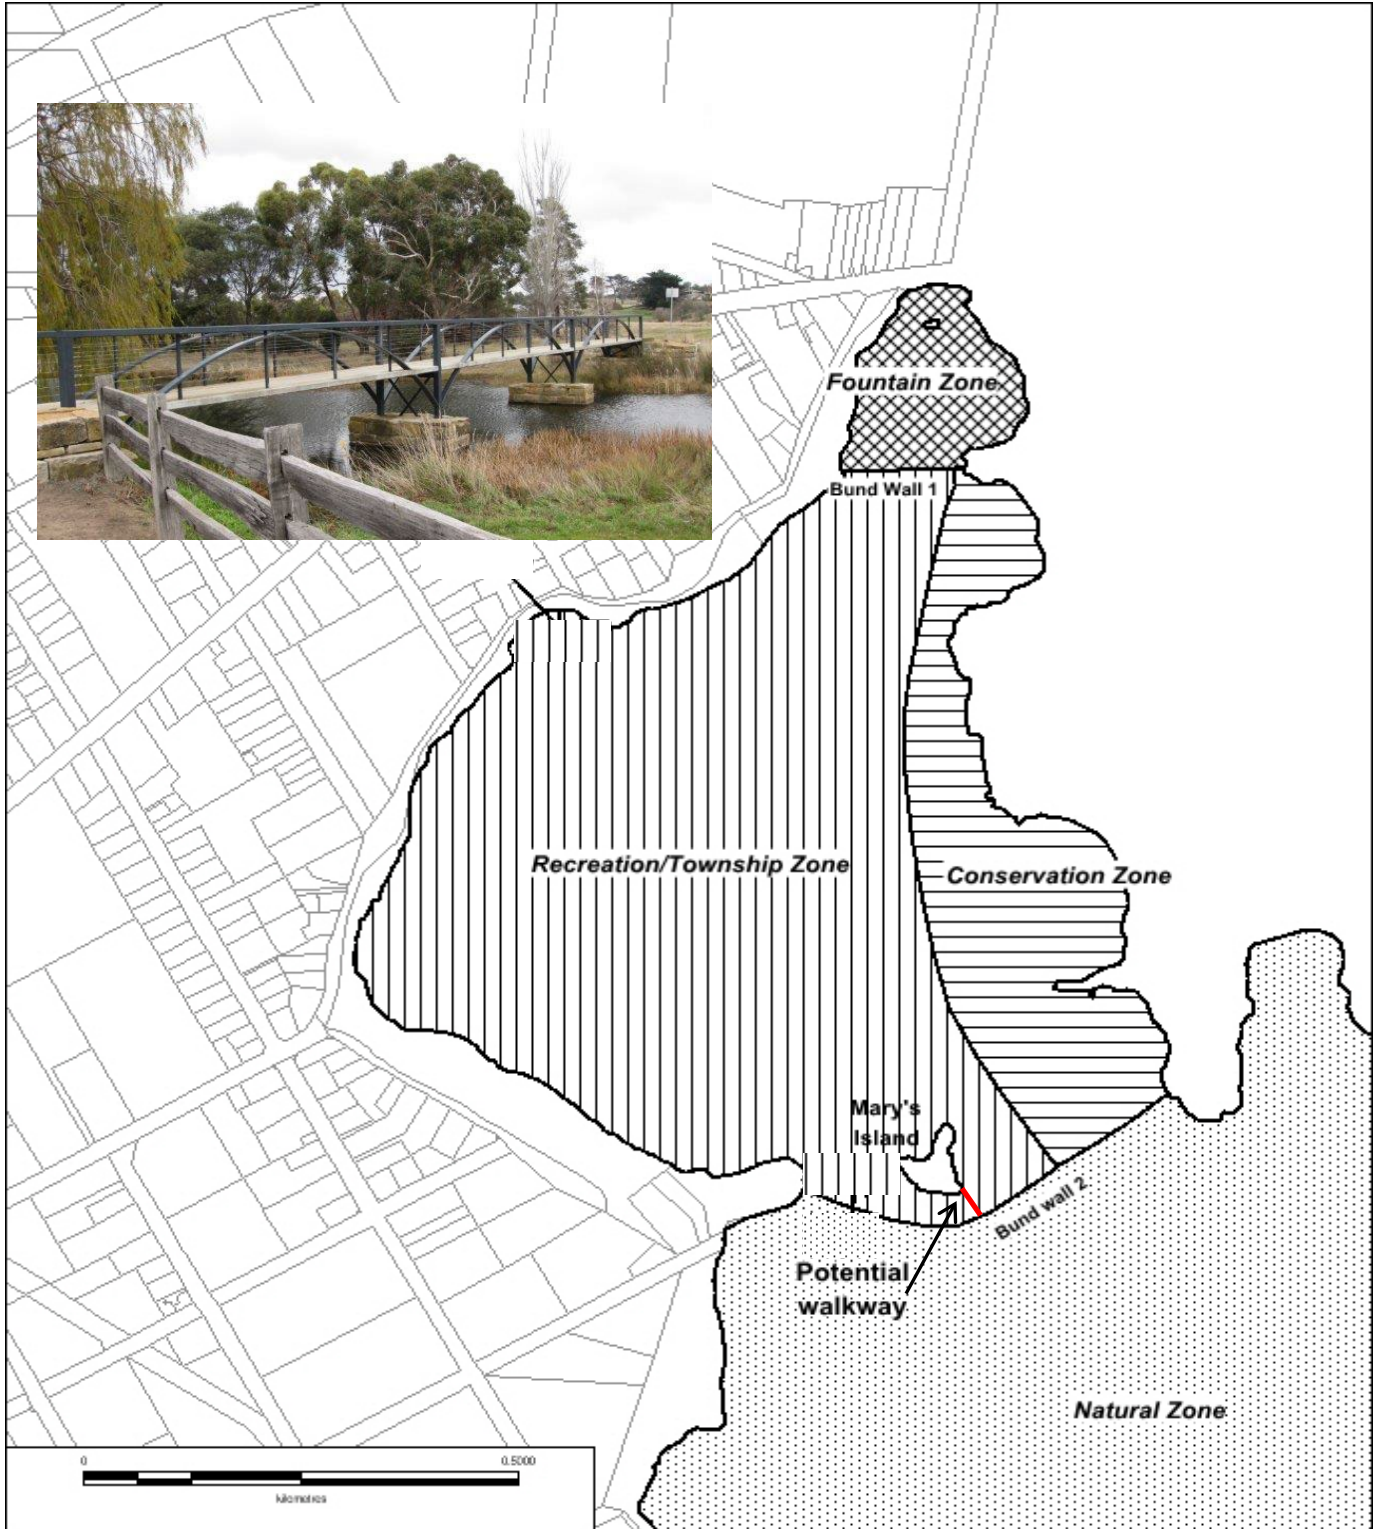 Fountain Zone
Bund Wall 1
Recreation/Township Zone
Conservation Zone
Mary's
Island
Bund wall 2
Potential
walkway
Natural Zone
0 0.5000
kilometres